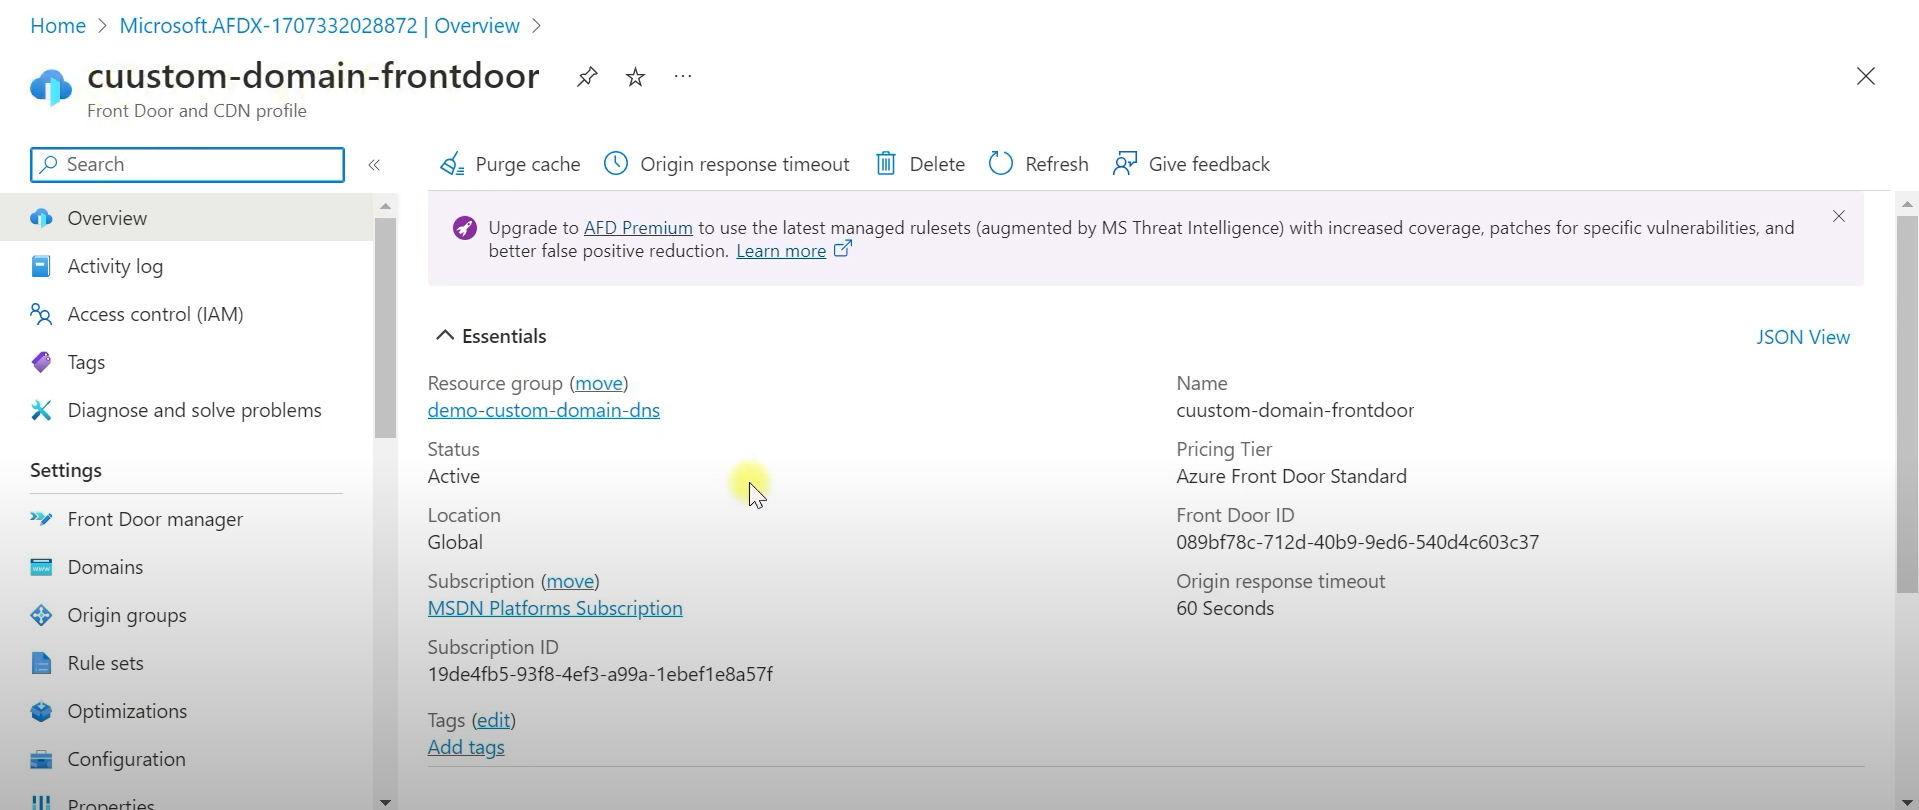 Home > Microsoft.AFDX-1707332028872 | Overview >
cuustom-domain-frontdoor
Front Door and CDN profile
Search
Purge cache
Origin response timeout
Delete
Refresh
Give feedback
Overview
Activity log
Access control (IAM)
Tags
Diagnose and solve problems
Settings
Front Door manager
Domains
Origin groups
Rule sets
Optimizations
Configuration
Properties
Upgrade to AFD Premium to use the latest managed rulesets (augmented by MS Threat Intelligence) with increased coverage, patches for specific vulnerabilities, and
better false positive reduction. Learn more
Essentials
JSON View
Resource group (move)
demo-custom-domain-dns
Status
Active
Location
Global
Subscription (move)
MSDN Platforms Subscription
Subscription ID
19de4fb5-93f8-4ef3-a99a-1ebef1e8a57f
Tags (edit)
Add tags
Name
cuustom-domain-frontdoor
Pricing Tier
Azure Front Door Standard
Front Door ID
089bf78c-712d-40b9-9ed6-540d4c603c37
Origin response timeout
60 Seconds